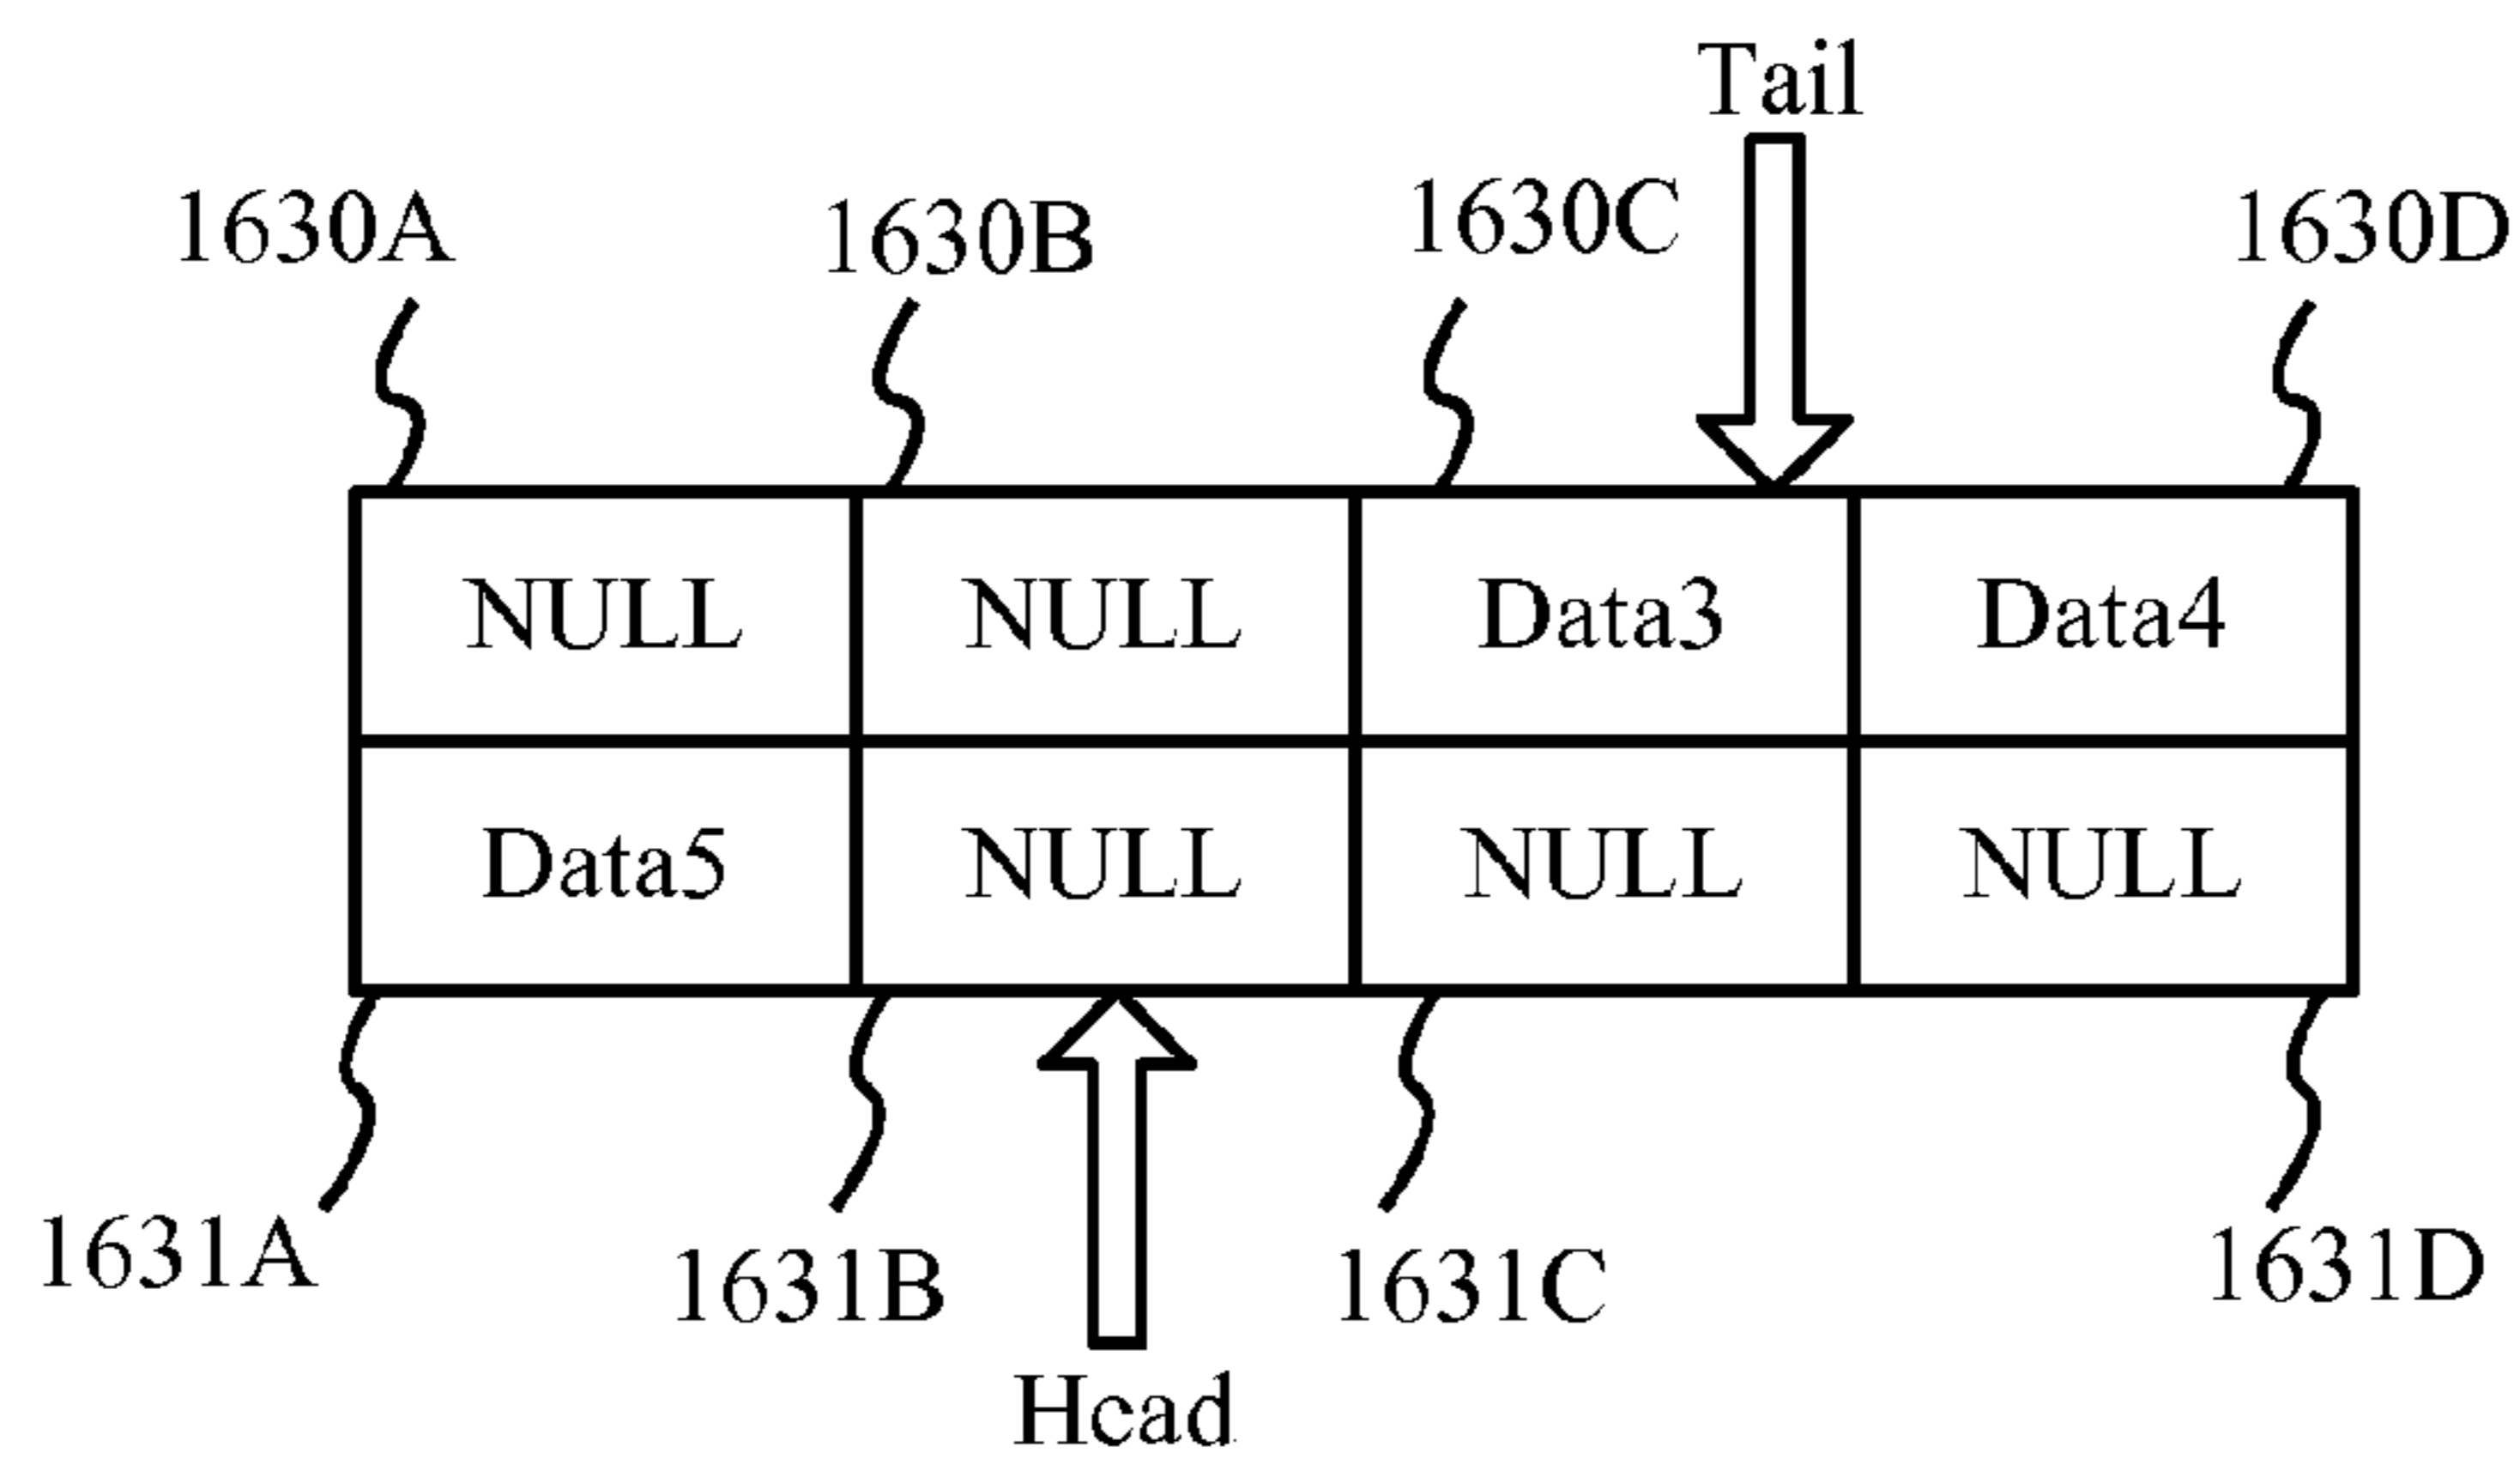 Tail
1630A 1630B 1630C 1630D
NULL NULL Data3 Data4
Data5 NULL NULL NULL
1631A 1631B 1631C 1631D
Head